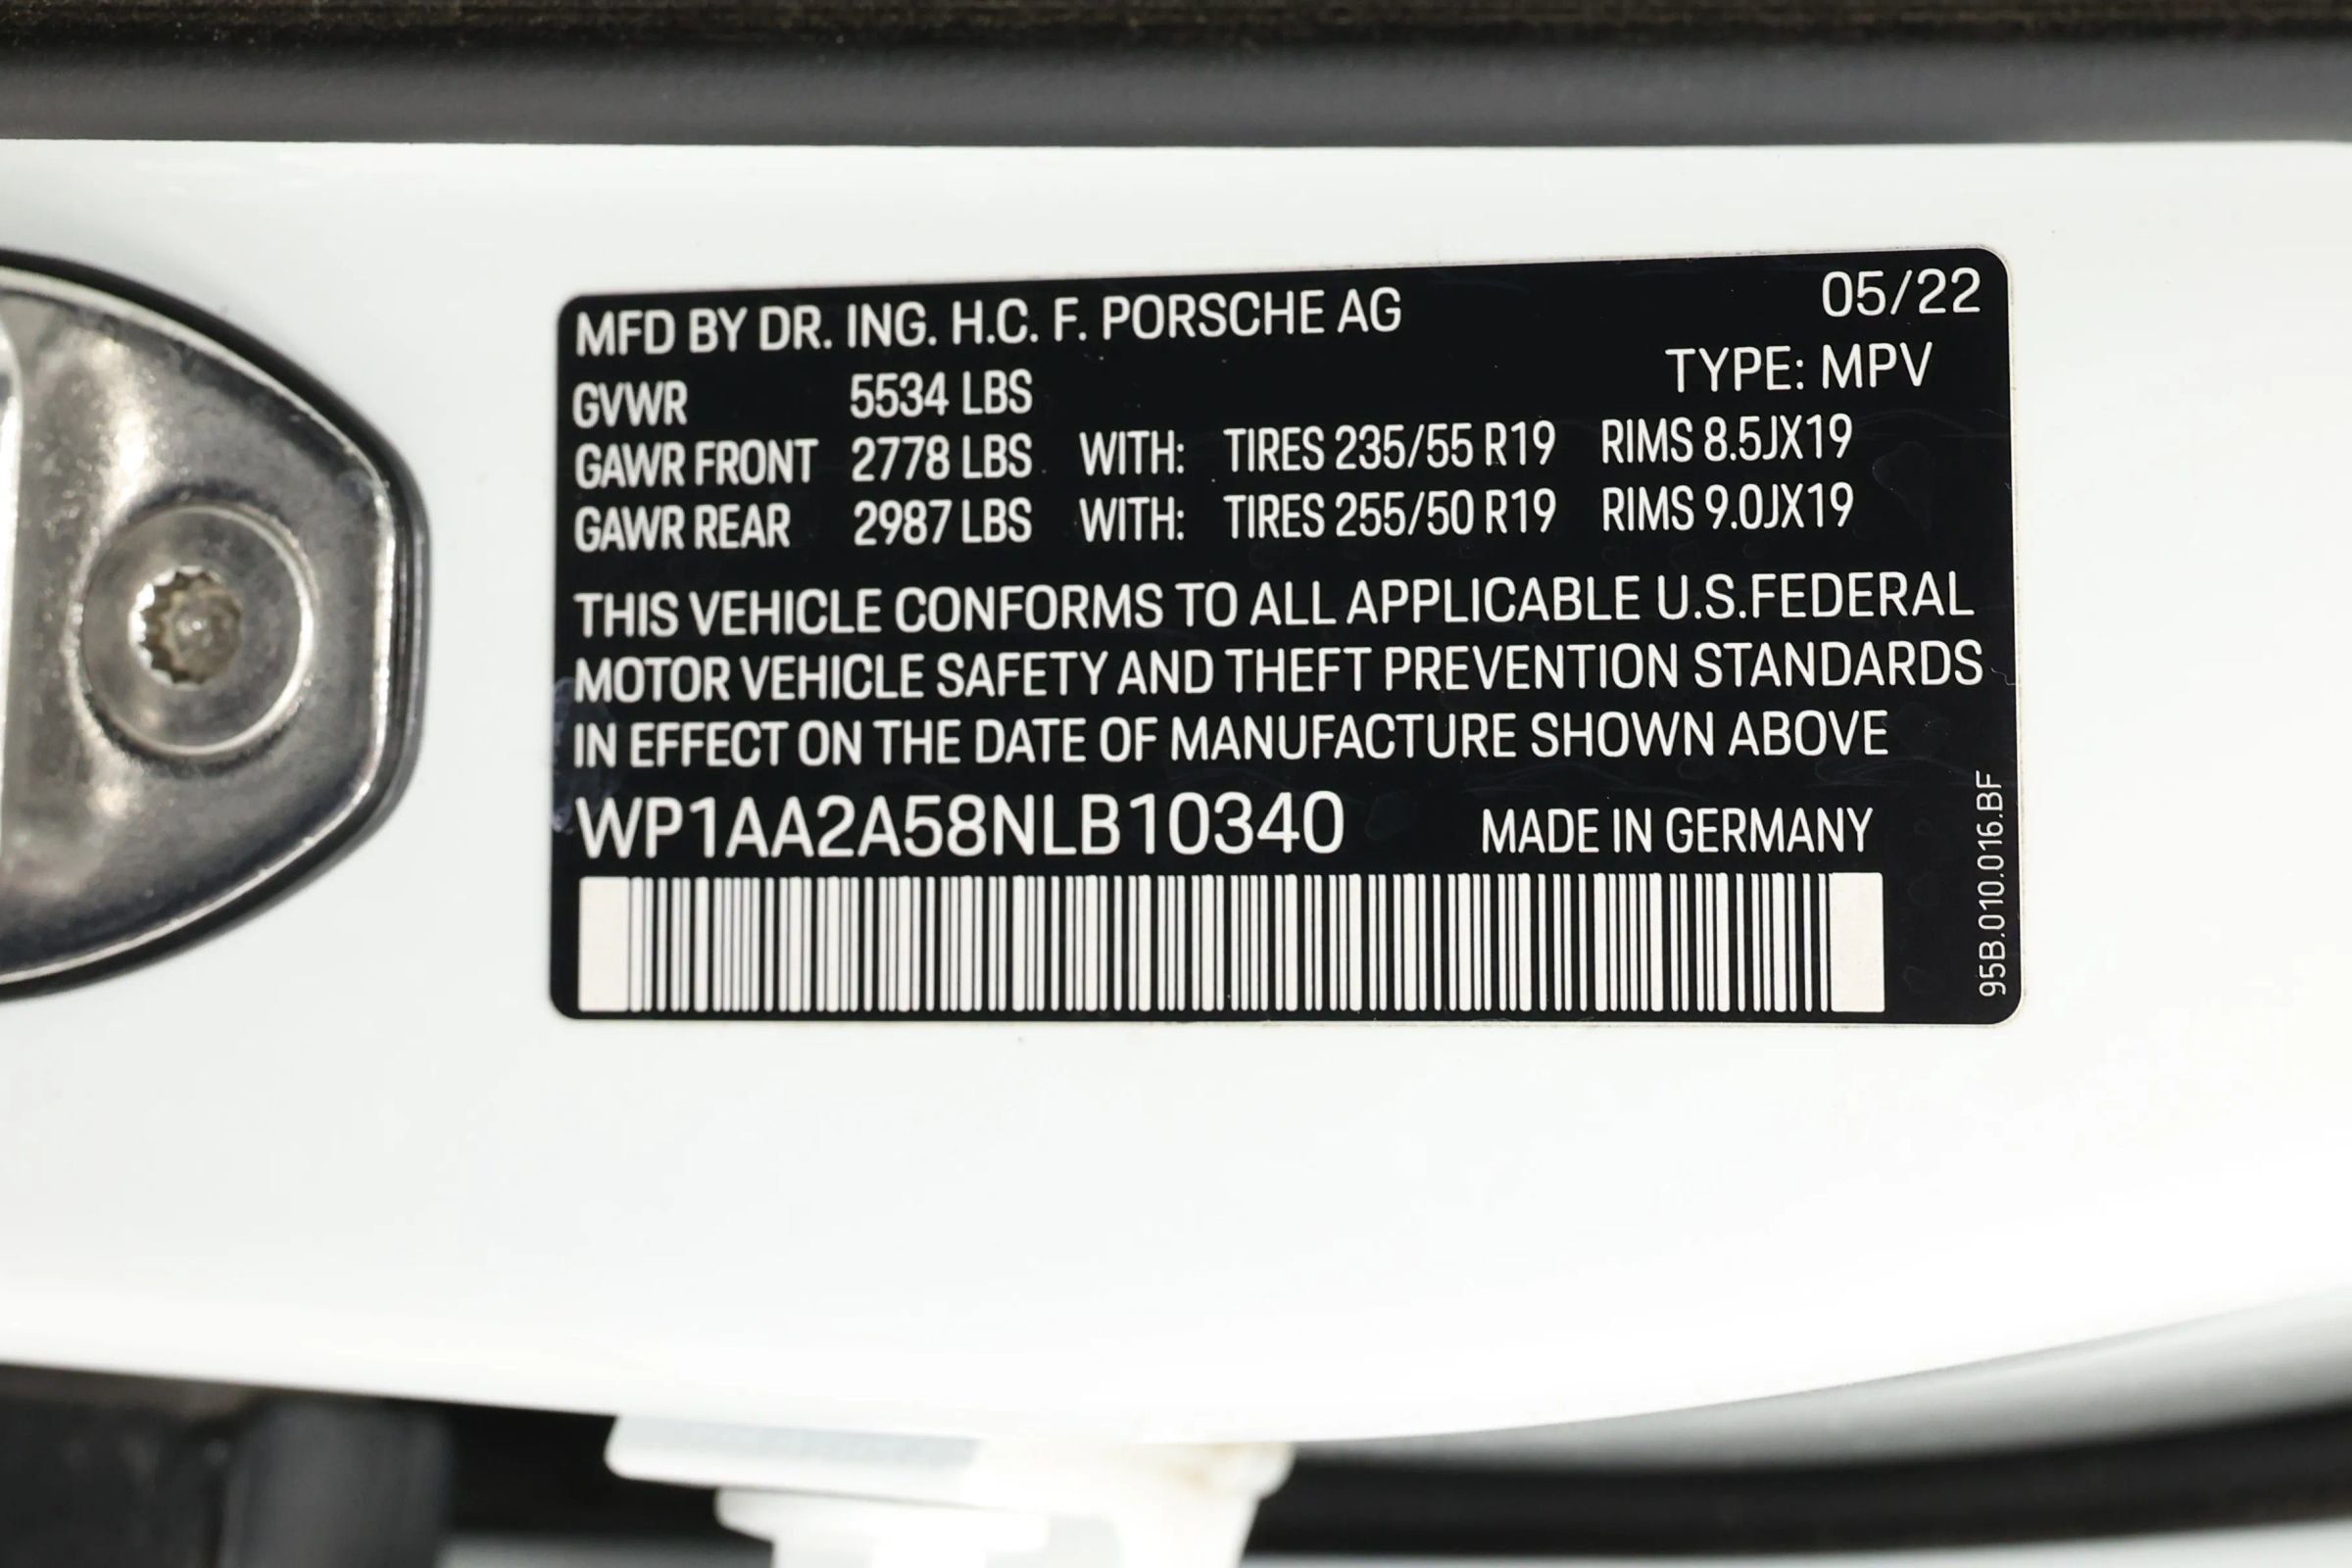 MFD BY DR. ING. H.C. F. PORSCHE AG 05/22
TYPE: MPV
GVWR 5534 LBS
GAWR FRONT 2778 LBS WITH: TIRES 235/55 R19 RIMS 8.5JX19
GAWR REAR 2987 LBS WITH: TIRES 255/50 R19 RIMS 9.0JX19
THIS VEHICLE CONFORMS TO ALL APPLICABLE U.S.FEDERAL
MOTOR VEHICLE SAFETY AND THEFT PREVENTION STANDARDS
IN EFFECT ON THE DATE OF MANUFACTURE SHOWN ABOVE
WP1AA2A58NLB10340 MADE IN GERMANY
95B.010.016.BF